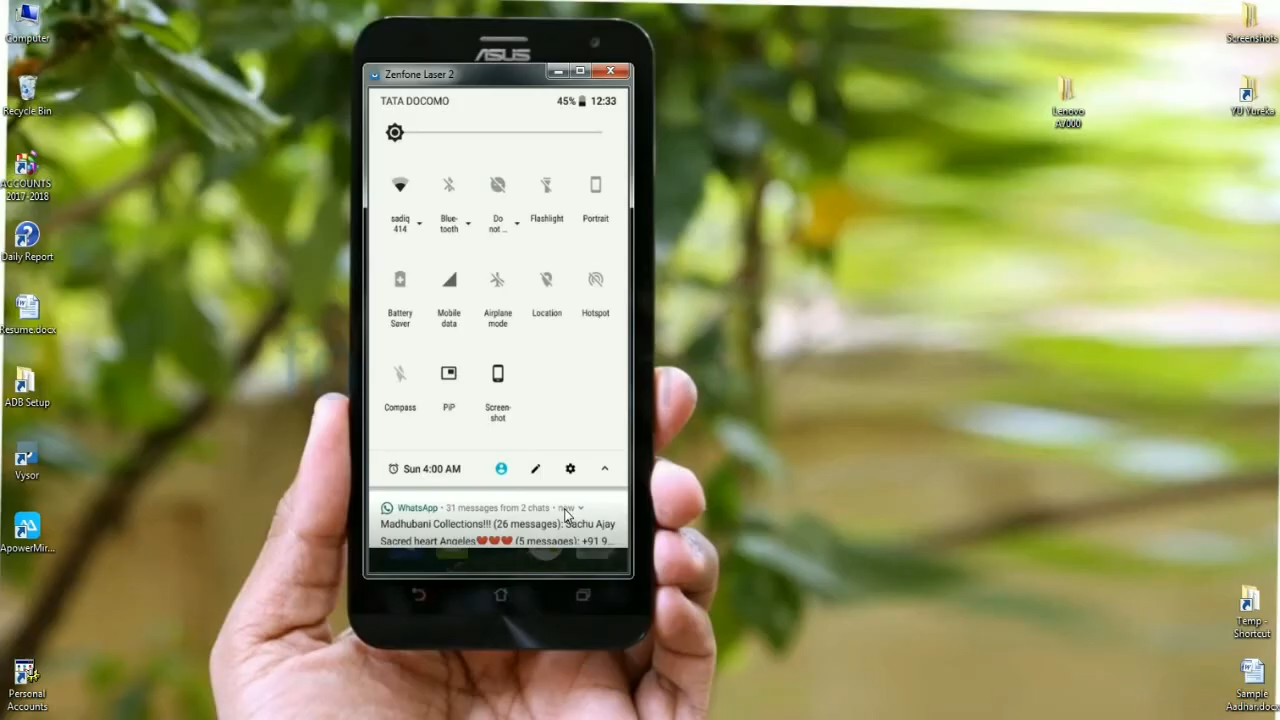 Computer
Recycle Bin
ACCOUNTS
2017-2018
Daily Report
Resume.docx
ADB Setup
Vysor
ApowerMir...
Personal
Accounts
ASUS
Zenfone Laser 2
TATA DOCOMO 45% 12:33
sadiq
414
Blue-
tooth
Do
not ...
Flashlight
Portrait
Battery
Saver
Mobile
data
Airplane
mode
Location
Hotspot
Compass
PiP
Screen-
shot
Sun 4:00 AM
WhatsApp • 31 messages from 2 chats • now
Madhubani Collections!!! (26 messages): Sachu Ajay
Sacred heart Angeles❤❤❤ (5 messages): +91 9...
Screenshots
Lenovo
A7000
YU Yureka
Temp -
Shortcut
Sample
Aadhar.docx